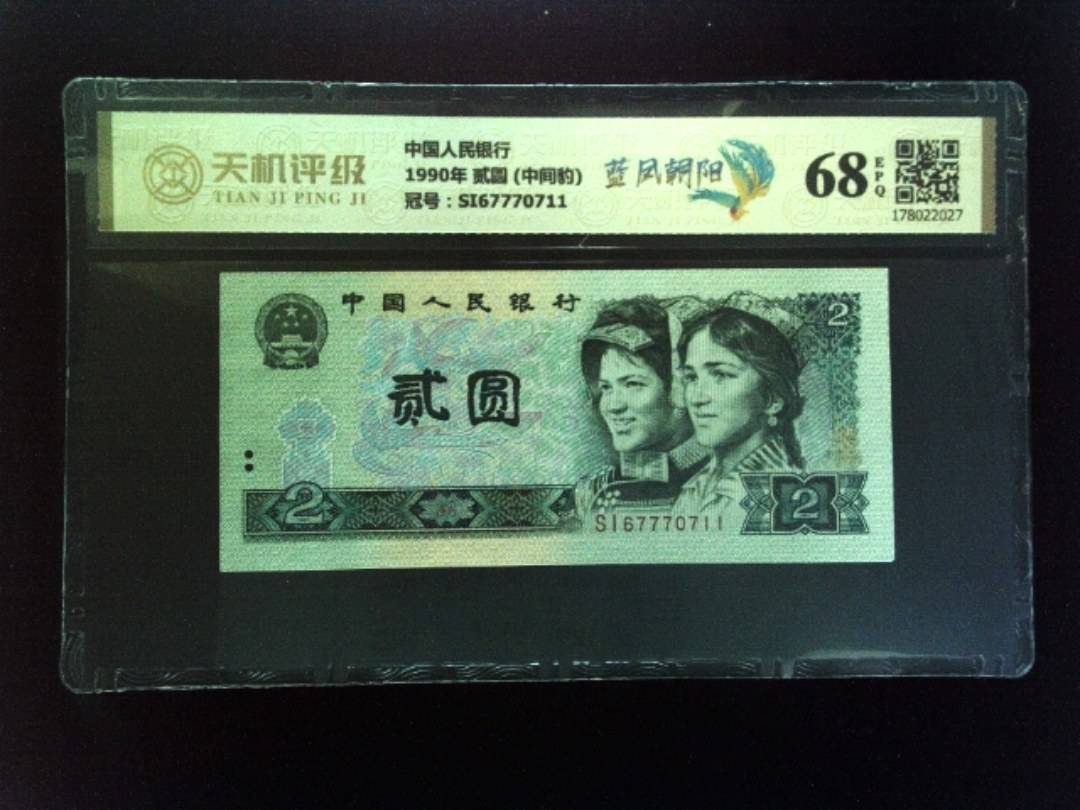 天机评级
TIAN JI PING JI
中国人民银行
1990年 贰圆 (中间豹)
冠号：SI67770711
蓝凤朝阳
68
EPQ
178022027
中国人民银行
2
贰圆
2
2
SI67770711